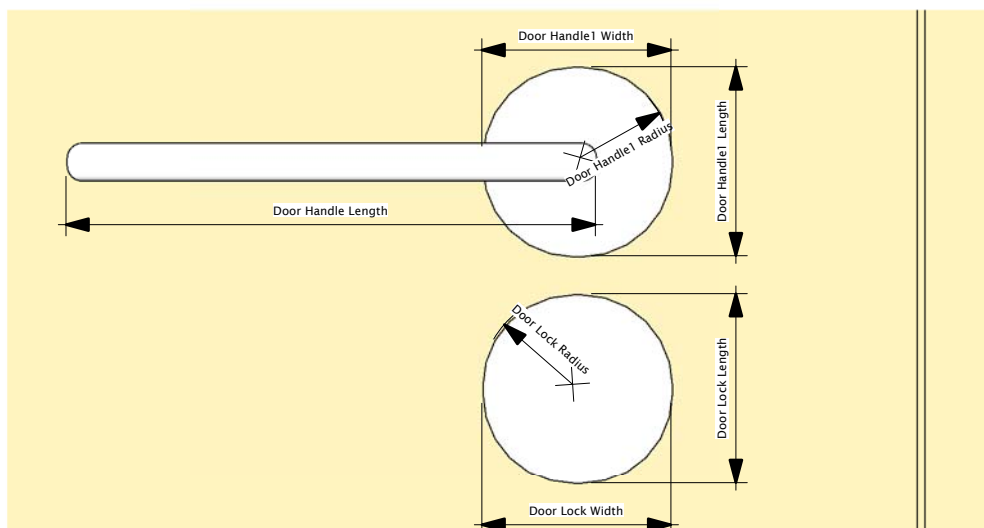 Door Handle1 Width
Door Handle1 Length
Door Handle1 Radius
Door Handle Length
Door Lock Radius
Door Lock Length
Door Lock Width